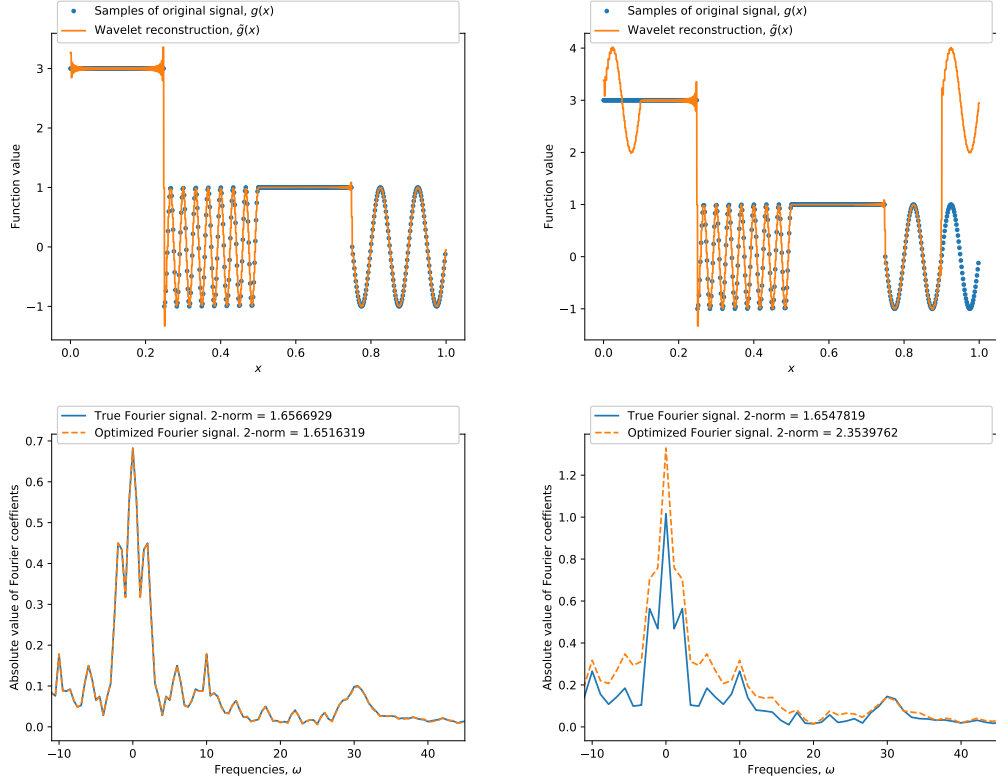 Samples of original signal, g(x)
Wavelet reconstruction, g̃(x)
Function value
3
2
1
0
−1
0.0 0.2 0.4 0.6 0.8 1.0
x
Samples of original signal, g(x)
Wavelet reconstruction, g̃(x)
Function value
4
3
2
1
0
−1
0.0 0.2 0.4 0.6 0.8 1.0
x
True Fourier signal. 2-norm = 1.6566929
Optimized Fourier signal. 2-norm = 1.6516319
Absolute value of Fourier coeffients
0.7
0.6
0.5
0.4
0.3
0.2
0.1
0.0
−10 0 10 20 30 40
Frequencies, ω
True Fourier signal. 2-norm = 1.6547819
Optimized Fourier signal. 2-norm = 2.3539762
Absolute value of Fourier coeffients
1.2
1.0
0.8
0.6
0.4
0.2
0.0
−10 0 10 20 30 40
Frequencies, ω